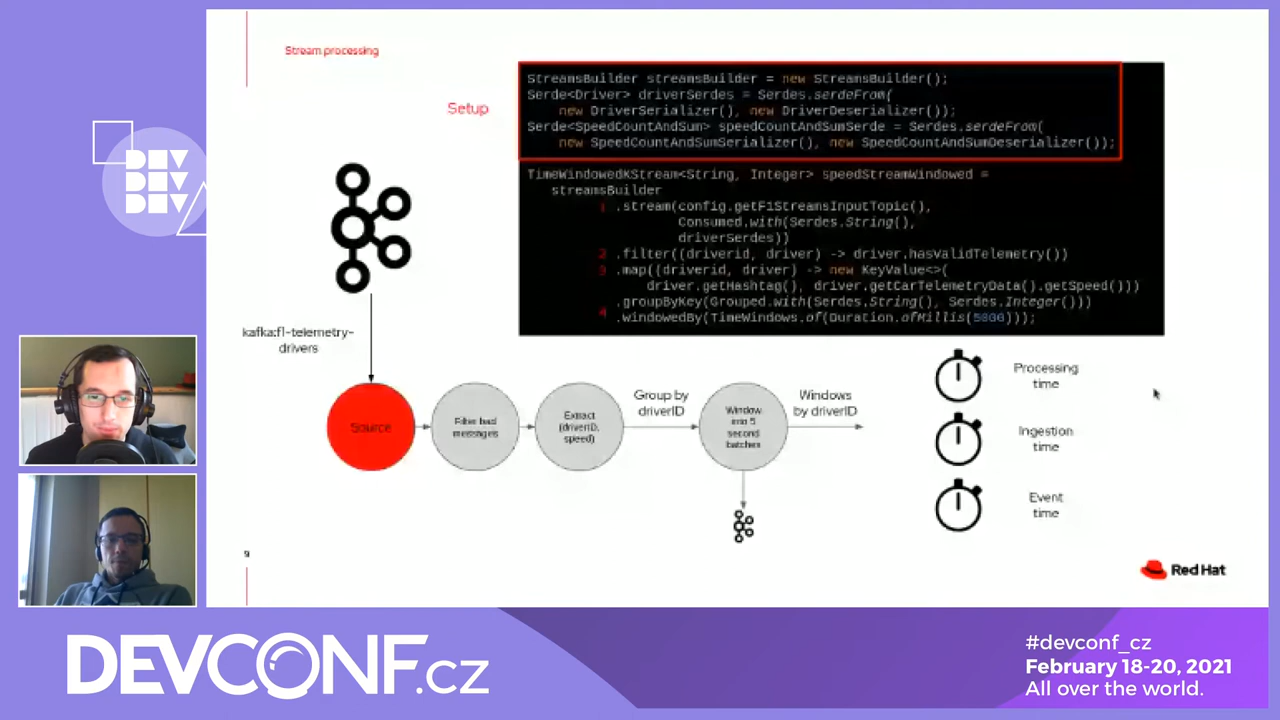 Stream processing
Setup
StreamsBuilder streamsBuilder = new StreamsBuilder();
Serde<Driver> driverSerdes = Serdes.serdeFrom(
new DriverSerializer(), new DriverDeserializer());
Serde<SpeedCountAndSum> speedCountAndSumSerde = Serdes.serdeFrom(
new SpeedCountAndSumSerializer(), new SpeedCountAndSumDeserializer());
TimeWindowedKStream<String, Integer> speedStreamWindowed =
streamsBuilder
1 .stream(config.getF1StreamsInputTopic(),
Consumed.with(Serdes.String(),
driverSerdes))
2 .filter((driverid, driver) -> driver.hasValidTelemetry())
3 .map((driverid, driver) -> new KeyValue<>(
driver.getHashtag(), driver.getCarTelemetryData().getSpeed()))
.groupByKey(Grouped.with(Serdes.String(), Serdes.Integer()))
4 .windowedBy(TimeWindows.of(Duration.ofMillis(5000)));
kafka:f1-telemetry-
drivers
Source
Filter bad
messages
Extract
(driverID,
speed)
Group by
driverID
Window
into 5
second
batches
Windows
by driverID
Processing
time
Ingestion
time
Event
time
9
Red Hat
DEV
DEV
DEV
DEVCONF.cz
#devconf_cz
February 18-20, 2021
All over the world.